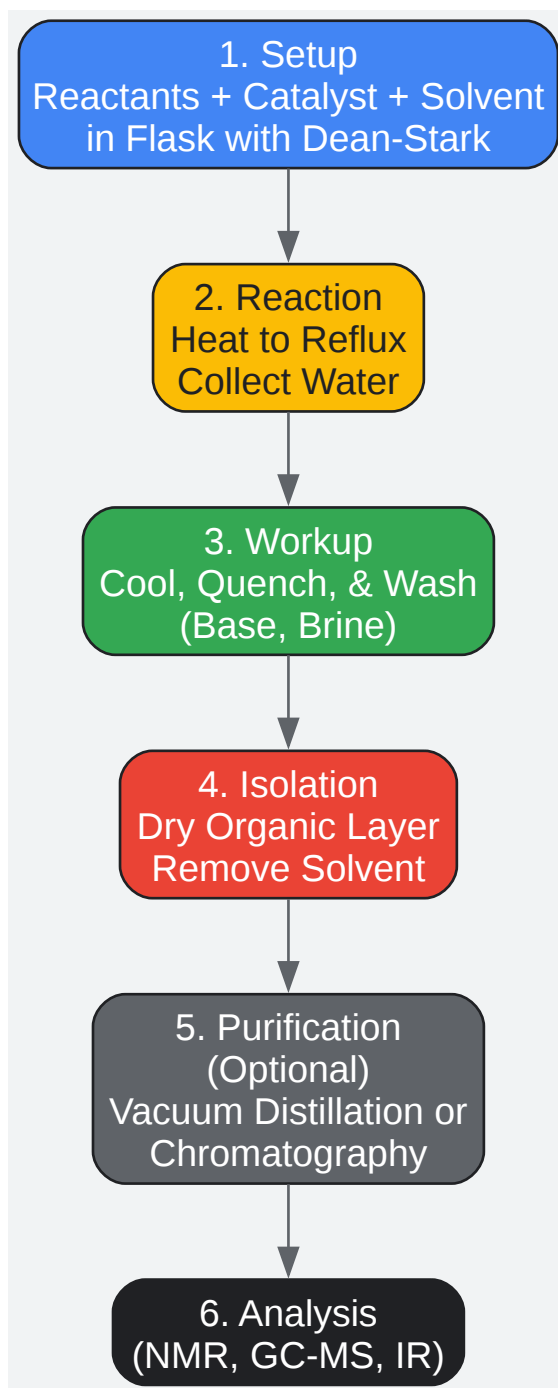 1. Setup
Reactants + Catalyst + Solvent
in Flask with Dean-Stark
2. Reaction
Heat to Reflux
Collect Water
3. Workup
Cool, Quench, & Wash
(Base, Brine)
4. Isolation
Dry Organic Layer
Remove Solvent
5. Purification
(Optional)
Vacuum Distillation or
Chromatography
6. Analysis
(NMR, GC-MS, IR)